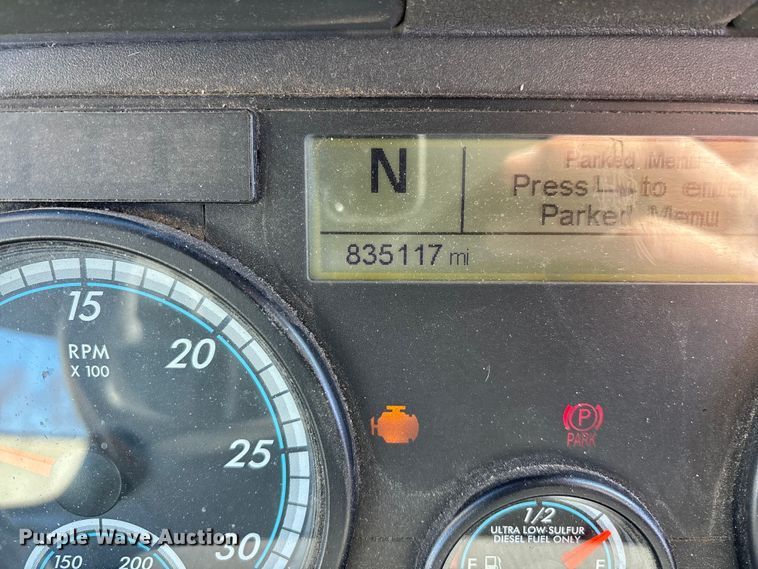 N
Parked Menu
Press to enter
Parked Menu
835117 mi
15
20
RPM
X 100
25
30
150
200
P
PARK
1/2
ULTRA LOW-SULFUR
DIESEL FUEL ONLY
E
F
Purple Wave Auction